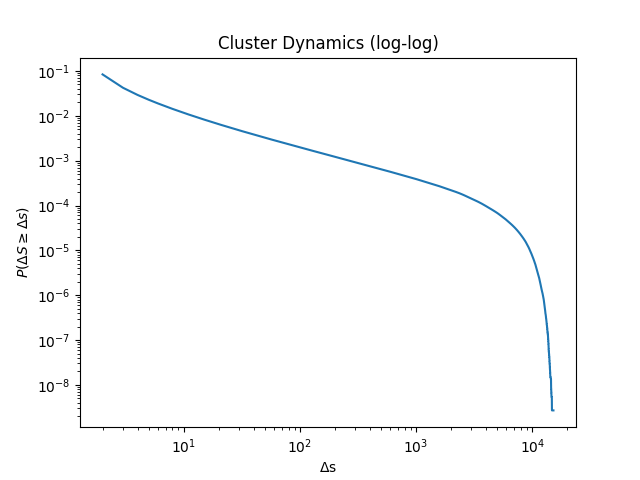 Cluster Dynamics (log-log)
P(ΔS ≥ Δs)
10⁻¹
10⁻²
10⁻³
10⁻⁴
10⁻⁵
10⁻⁶
10⁻⁷
10⁻⁸
10¹ 10² 10³ 10⁴
Δs